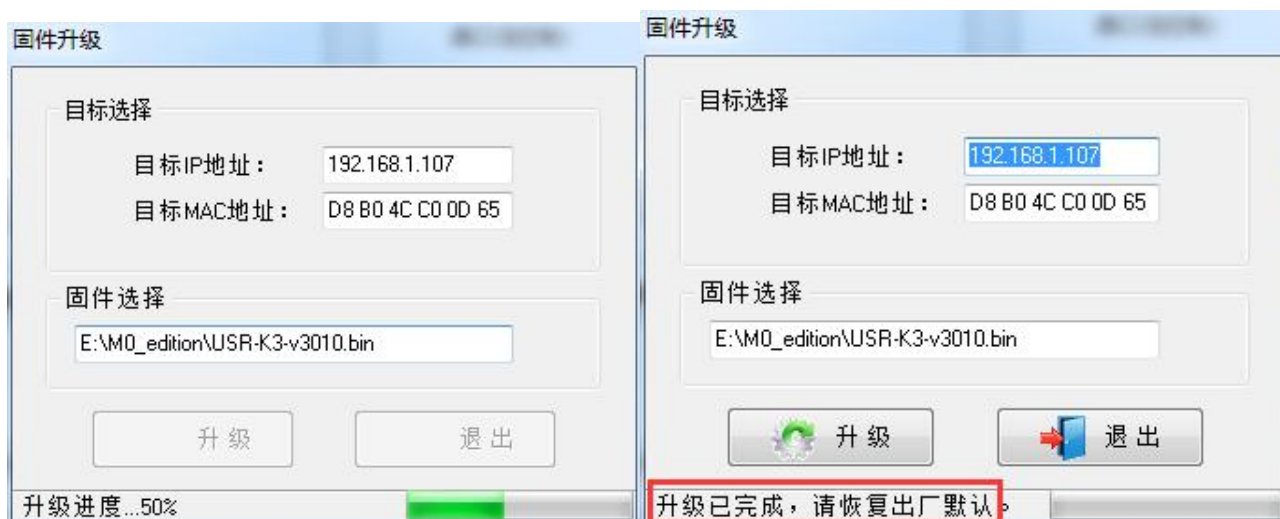 固件升级
目标选择
目标IP地址：
192.168.1.107
目标MAC地址：
D8 B0 4C C0 0D 65
固件选择
E:\M0_edition\USR-K3-v3010.bin
升 级
退 出
升级进度...50%
固件升级
目标选择
目标IP地址：
192.168.1.107
目标MAC地址：
D8 B0 4C C0 0D 65
固件选择
E:\M0_edition\USR-K3-v3010.bin
升 级
退 出
升级已完成，请恢复出厂默认。